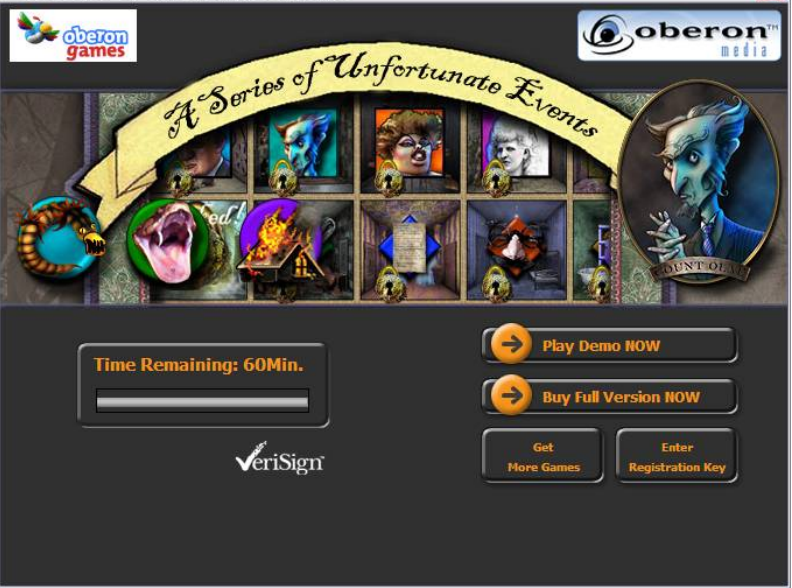 oberon
games
oberon™
media
A Series of Unfortunate Events
COUNT OLAF
Time Remaining: 60Min.
Play Demo NOW
Buy Full Version NOW
VeriSign
Get
More Games
Enter
Registration Key